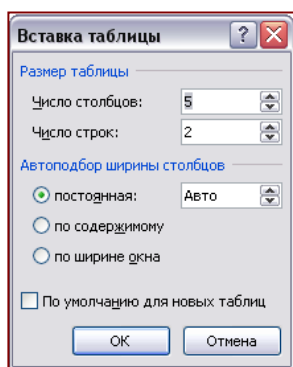 Вставка таблицы
Размер таблицы
Число столбцов: 5
Число строк: 2
Автоподбор ширины столбцов
постоянная: Авто
по содержимому
по ширине окна
По умолчанию для новых таблиц
ОК Отмена